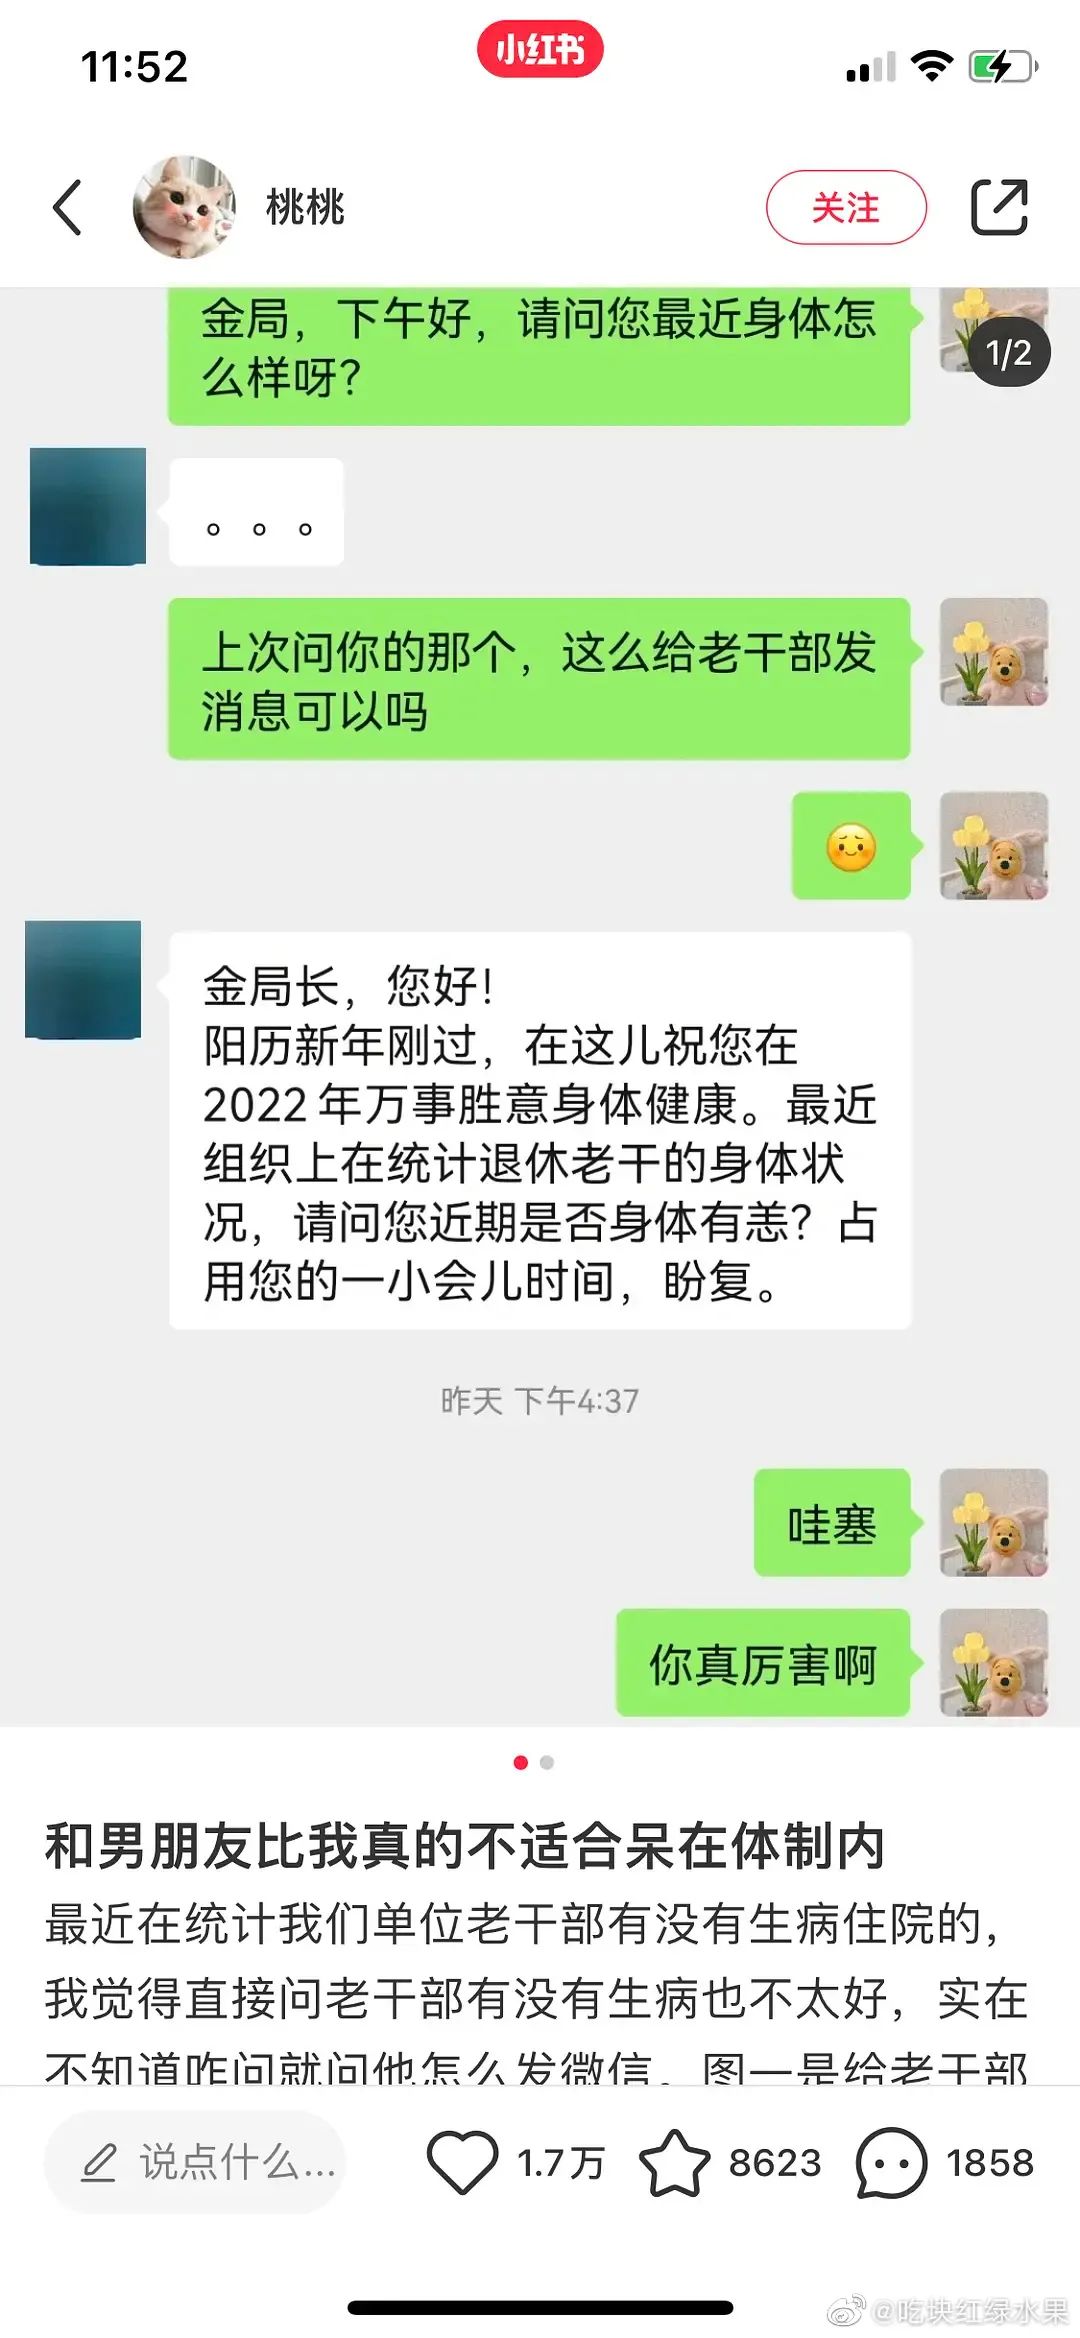 11:52
小红书
桃桃
关注
金局，下午好，请问您最近身体怎
么样呀？
1/2
。。。
上次问你的那个，这么给老干部发
消息可以吗
金局长，您好！
阳历新年刚过，在这儿祝您在
2022年万事胜意身体健康。最近
组织上在统计退休老干的身体状
况，请问您近期是否身体有恙？占
用您的一小会儿时间，盼复。
昨天 下午4:37
哇塞
你真厉害啊
和男朋友比我真的不适合呆在体制内
最近在统计我们单位老干部有没有生病住院的，
我觉得直接问老干部有没有生病也不太好，实在
不知道咋问就问他怎么发微信。图一是给老干部
说点什么...
1.7万
8623
1858
@吃块红绿水果